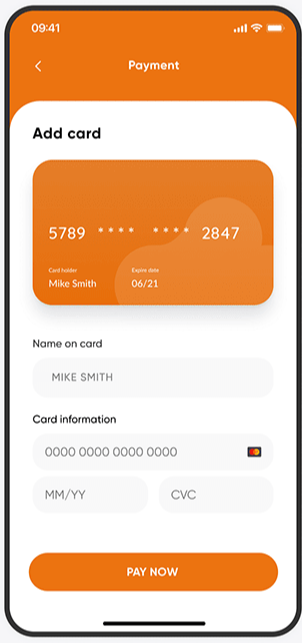 09:41
Payment
Add card
5789 **** **** 2847
Card holder Expire date
Mike Smith 06/21
Name on card
MIKE SMITH
Card information
0000 0000 0000 0000
MM/YY CVC
PAY NOW